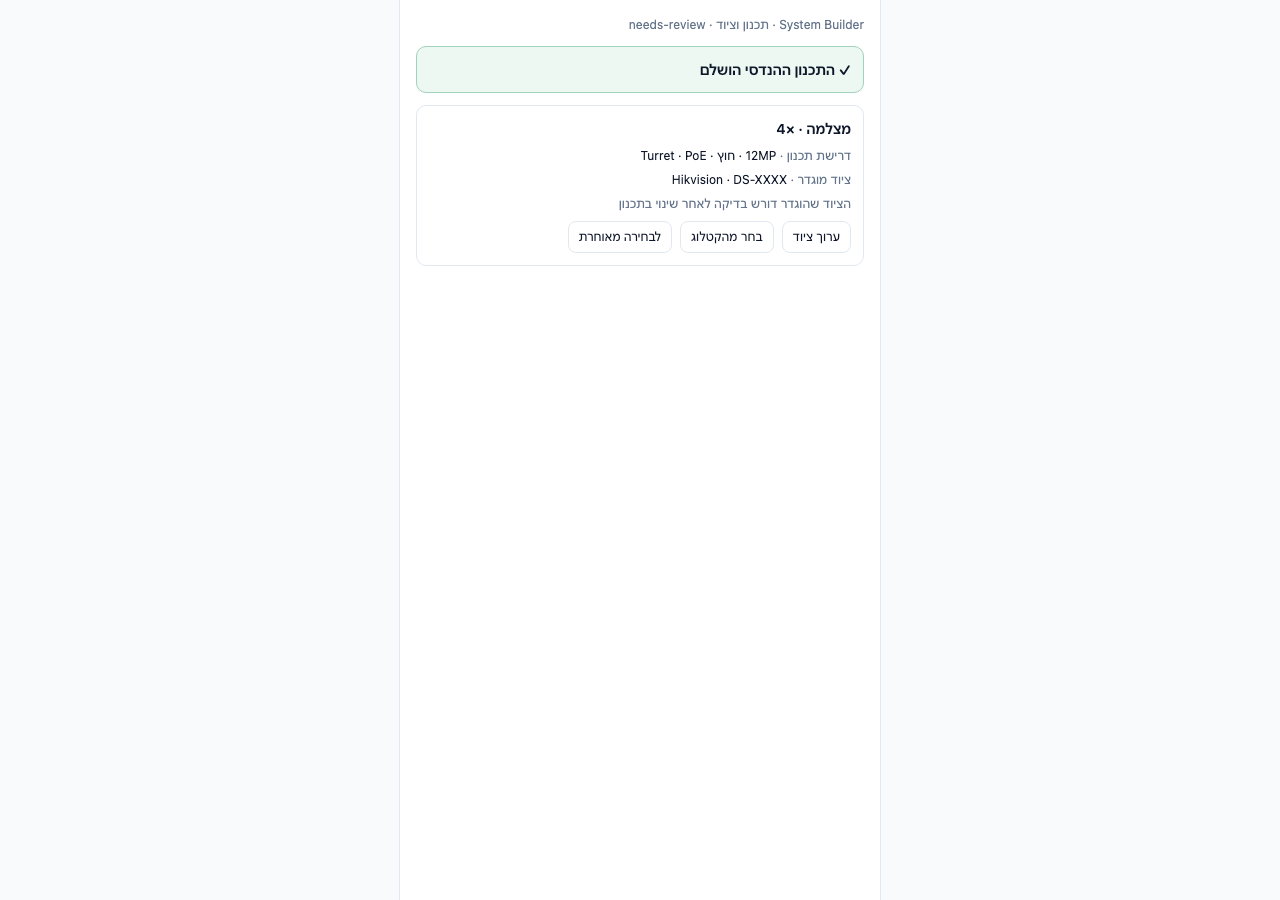 System Builder · תכנון וציוד · needs-review
✓ התכנון ההנדסי הושלם
מצלמה · ×4
דרישת תכנון · 12MP · חוץ · Turret · PoE
ציוד מוגדר · Hikvision · DS-XXXX
הציוד שהוגדר דורש בדיקה לאחר שינוי בתכנון
ערוך ציוד
בחר מהקטלוג
לבחירה מאוחרת